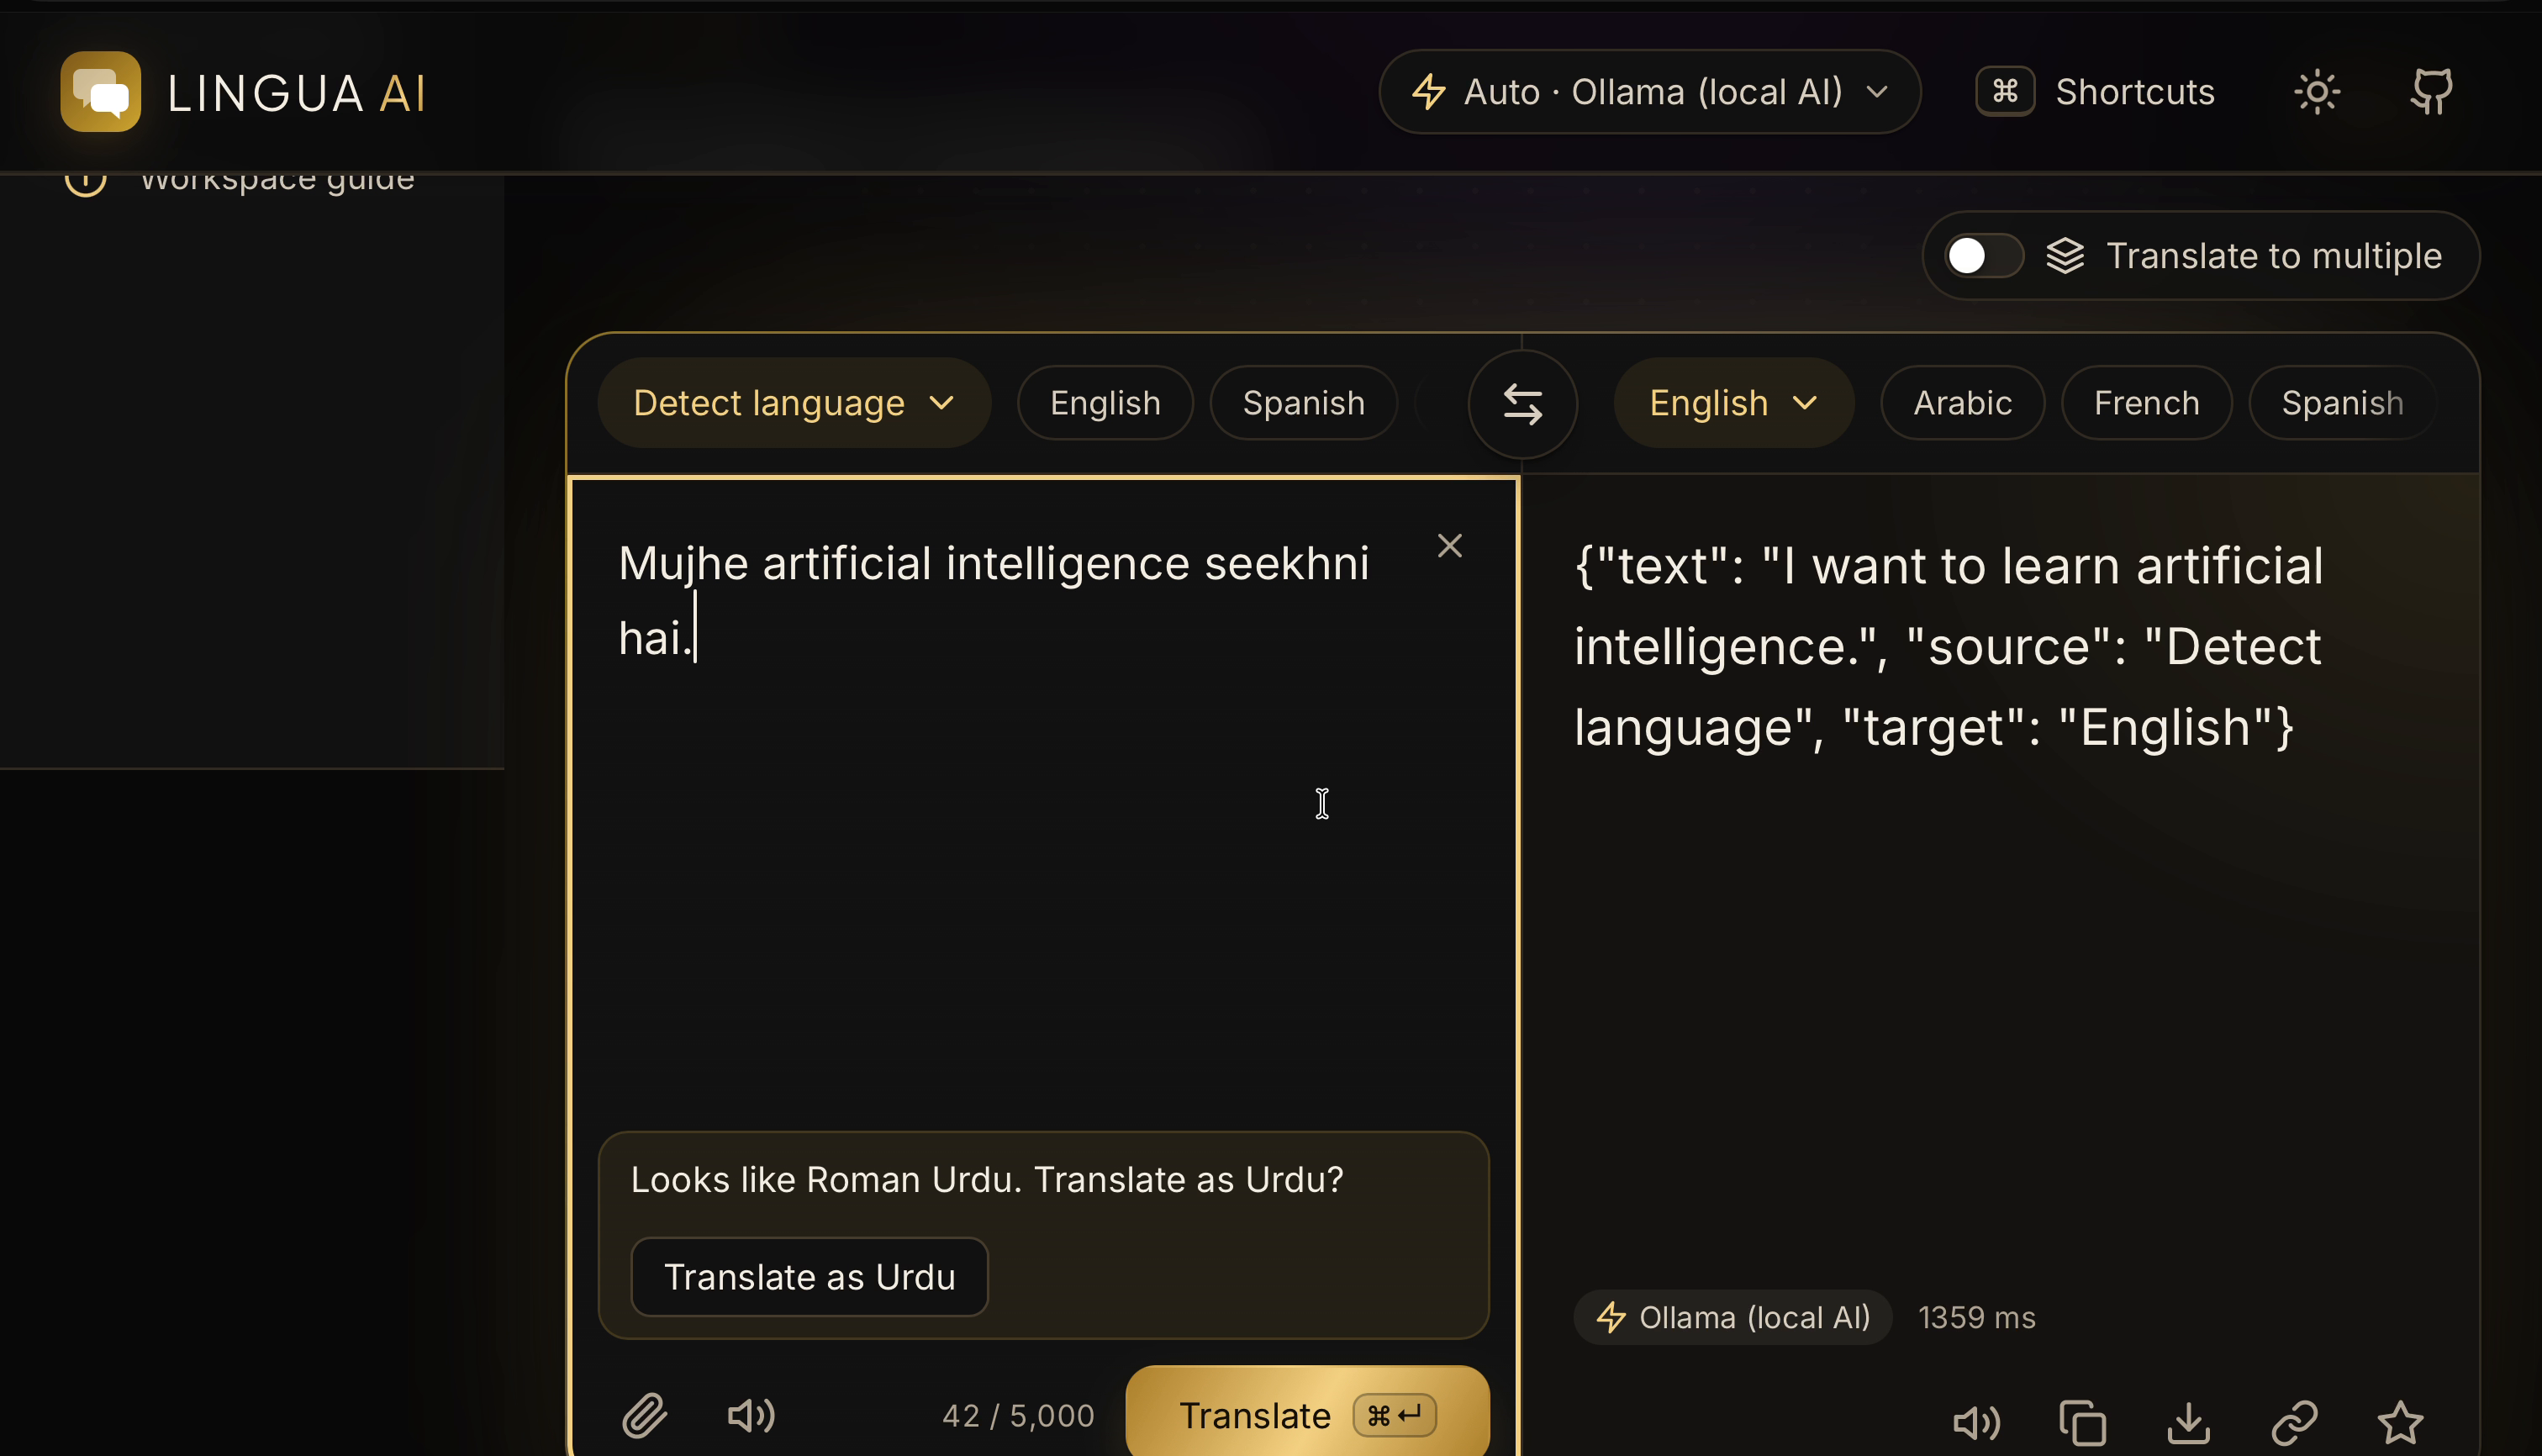 LINGUA AI
Auto · Ollama (local AI)
⌘ Shortcuts
Workspace guide
Translate to multiple
Detect language
English
Spanish
English
Arabic
French
Spanish
Mujhe artificial intelligence seekhni
hai.
{"text": "I want to learn artificial
intelligence.", "source": "Detect
language", "target": "English"}
Looks like Roman Urdu. Translate as Urdu?
Translate as Urdu
Ollama (local AI)
1359 ms
42 / 5,000
Translate ⌘↵